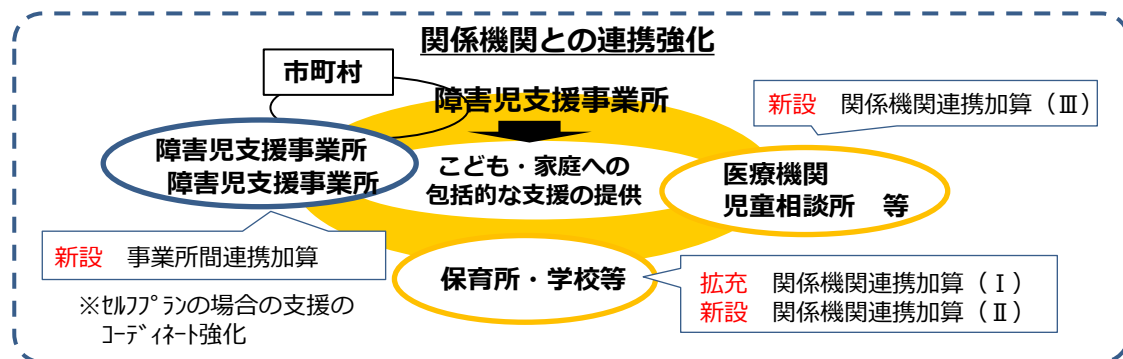 関係機関との連携強化
市町村
障害児支援事業所
新設 関係機関連携加算（Ⅲ）
障害児支援事業所
障害児支援事業所
こども・家庭への
包括的な支援の提供
医療機関
児童相談所 等
新設 事業所間連携加算
※ｾﾙﾌﾌﾟﾗﾝの場合の支援の
ｺｰﾃﾞｨﾈｰﾄ強化
保育所・学校等
拡充 関係機関連携加算（Ⅰ）
新設 関係機関連携加算（Ⅱ）